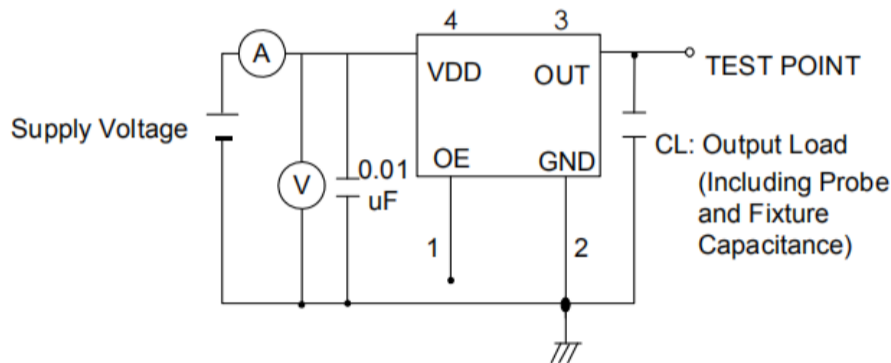 4
3
A
VDD
OUT
TEST POINT
Supply Voltage
V
0.01
uF
OE
GND
CL: Output Load
(Including Probe
and Fixture
Capacitance)
1
2